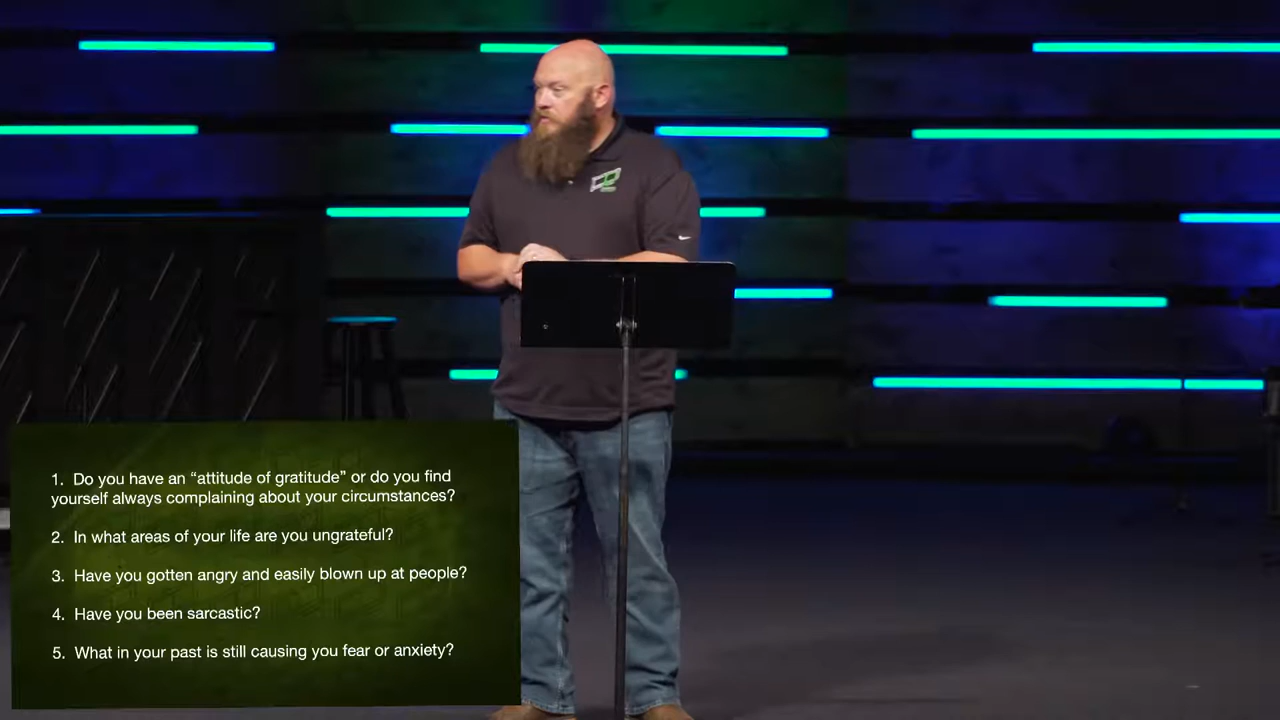 1. Do you have an “attitude of gratitude” or do you find
yourself always complaining about your circumstances?
2. In what areas of your life are you ungrateful?
3. Have you gotten angry and easily blown up at people?
4. Have you been sarcastic?
5. What in your past is still causing you fear or anxiety?